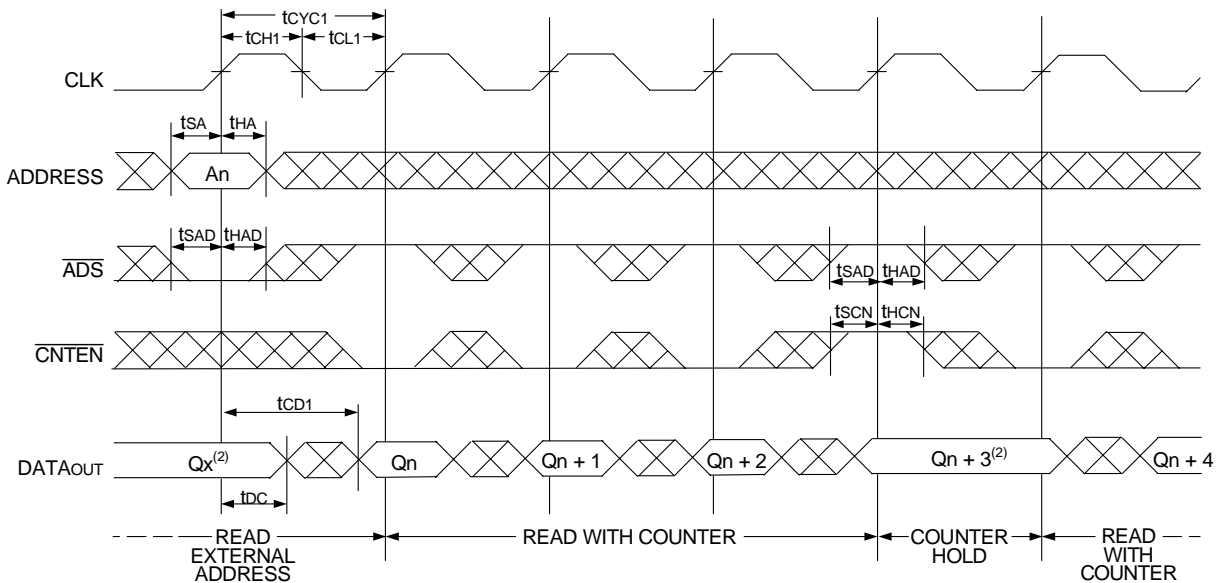 tCYC1
tCH1
tCL1
CLK
tSA
tHA
ADDRESS
An
tSAD
tHAD
ADS
tSAD
tHAD
tSCN
tHCN
CNTEN
tCD1
DATAOUT
Qx(2)
Qn
Qn + 1
Qn + 2
Qn + 3(2)
Qn + 4
tDC
READ
EXTERNAL
ADDRESS
READ WITH COUNTER
COUNTER
HOLD
READ
WITH
COUNTER